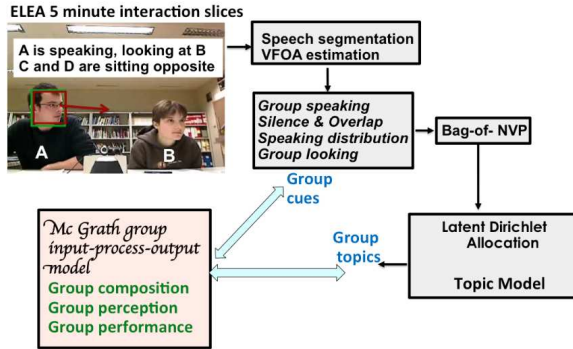 ELEA 5 minute interaction slices
A is speaking, looking at B
C and D are sitting opposite
A
B
Speech segmentation
VFOA estimation
Group speaking
Silence & Overlap
Speaking distribution
Group looking
Bag-of- NVP
Group
cues
Mc Grath group
input-process-output
model
Group composition
Group perception
Group performance
Group
topics
Latent Dirichlet
Allocation
Topic Model